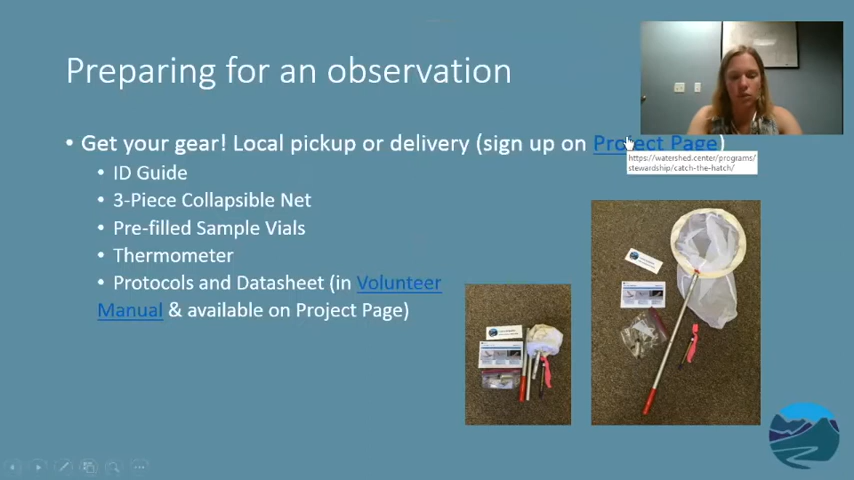 Preparing for an observation
• Get your gear! Local pickup or delivery (sign up on Project Page)
https://watershed.center/programs/
stewardship/catch-the-hatch/
• ID Guide
• 3-Piece Collapsible Net
• Pre-filled Sample Vials
• Thermometer
• Protocols and Datasheet (in Volunteer
Manual & available on Project Page)